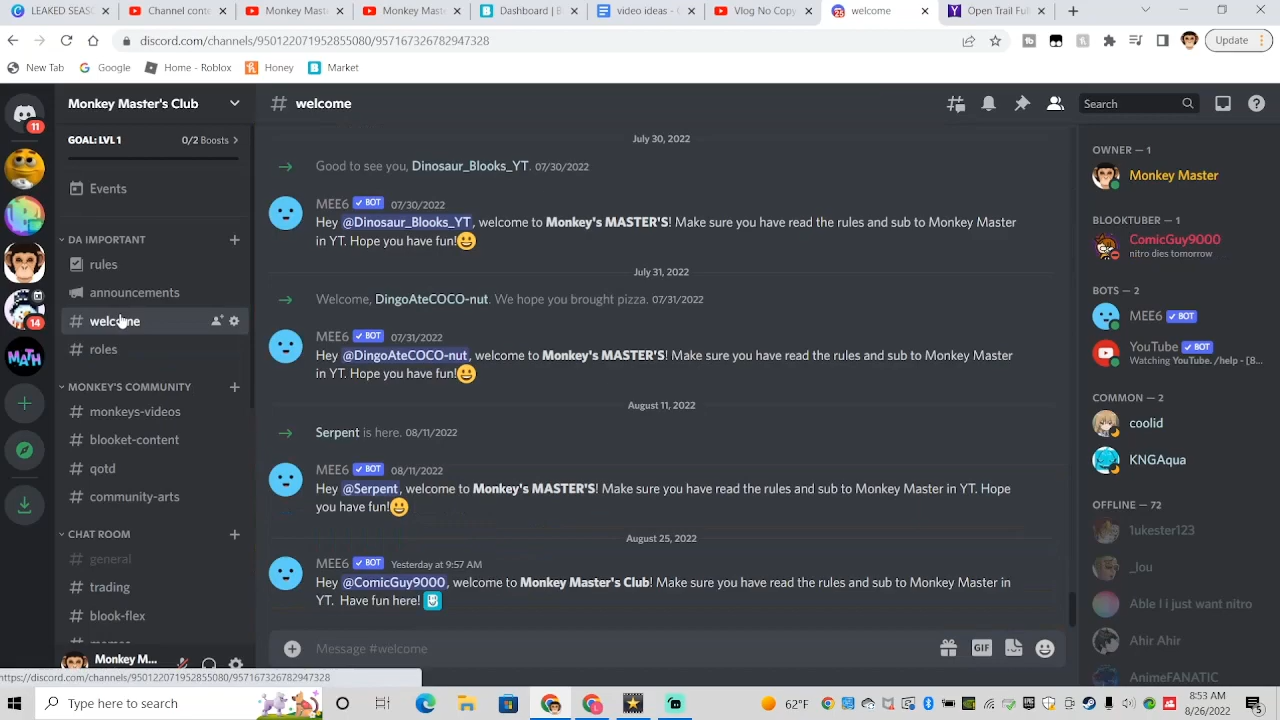 LEAKED SEASO
Channel conte
Monkey Maste
Monkey Maste
Dashboard | B
video ideas - G
Vlog No Copy
25 welcome
Open Trail Full
discord.com/channels/950122071952855080/957167326782947328
Update
New Tab
Google
Home - Roblox
Honey
Market
11
Monkey Master's Club
# welcome
Search
GOAL: LVL 1 0/2 Boosts >
Events
DA IMPORTANT
rules
announcements
# welcome
# roles
MONKEY'S COMMUNITY
# monkeys-videos
# blooket-content
# qotd
# community-arts
CHAT ROOM
# general
# trading
# blook-flex
14
MATH
Monkey M...
July 30, 2022
Good to see you, Dinosaur_Blooks_YT. 07/30/2022
MEE6 ✓ BOT 07/30/2022
Hey @Dinosaur_Blooks_YT, welcome to Monkey's MASTER'S! Make sure you have read the rules and sub to Monkey Master
in YT. Hope you have fun!😀
July 31, 2022
Welcome, DingoAteCOCO-nut. We hope you brought pizza. 07/31/2022
MEE6 ✓ BOT 07/31/2022
Hey @DingoAteCOCO-nut, welcome to Monkey's MASTER'S! Make sure you have read the rules and sub to Monkey Master
in YT. Hope you have fun!😀
August 11, 2022
Serpent is here. 08/11/2022
MEE6 ✓ BOT 08/11/2022
Hey @Serpent, welcome to Monkey's MASTER'S! Make sure you have read the rules and sub to Monkey Master in YT. Hope
you have fun!😀
August 25, 2022
MEE6 ✓ BOT Yesterday at 9:57 AM
Hey @ComicGuy9000, welcome to Monkey Master's Club! Make sure you have read the rules and sub to Monkey Master in
YT. Have fun here!
Message #welcome
GIF
OWNER — 1
Monkey Master
BLOOKTUBER — 1
ComicGuy9000
nitro dies tomorrow
BOTS — 2
MEE6 ✓ BOT
YouTube ✓ BOT
Watching YouTube. /help - [8...
COMMON — 2
coolid
KNGAqua
OFFLINE — 72
1ukester123
_lou
Able I i just want nitro
Ahir Ahir
AnimeFANATIC
https://discord.com/channels/950122071952855080/957167326782947328
Type here to search
62°F
8:53 AM
8/26/2022
5